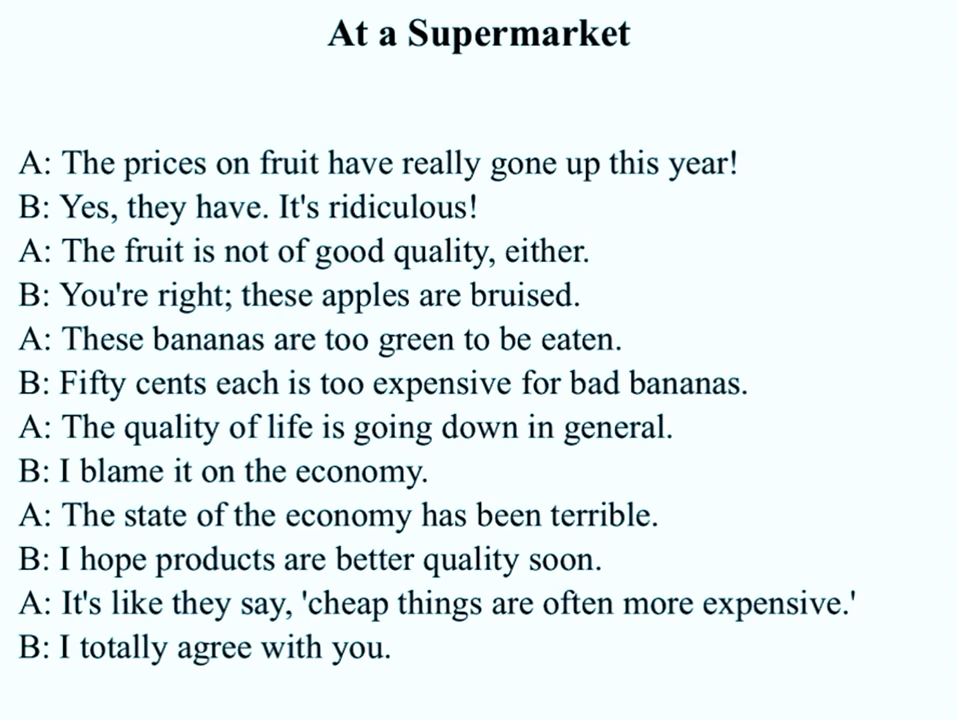 At a Supermarket
A: The prices on fruit have really gone up this year!
B: Yes, they have. It's ridiculous!
A: The fruit is not of good quality, either.
B: You're right; these apples are bruised.
A: These bananas are too green to be eaten.
B: Fifty cents each is too expensive for bad bananas.
A: The quality of life is going down in general.
B: I blame it on the economy.
A: The state of the economy has been terrible.
B: I hope products are better quality soon.
A: It's like they say, 'cheap things are often more expensive.'
B: I totally agree with you.